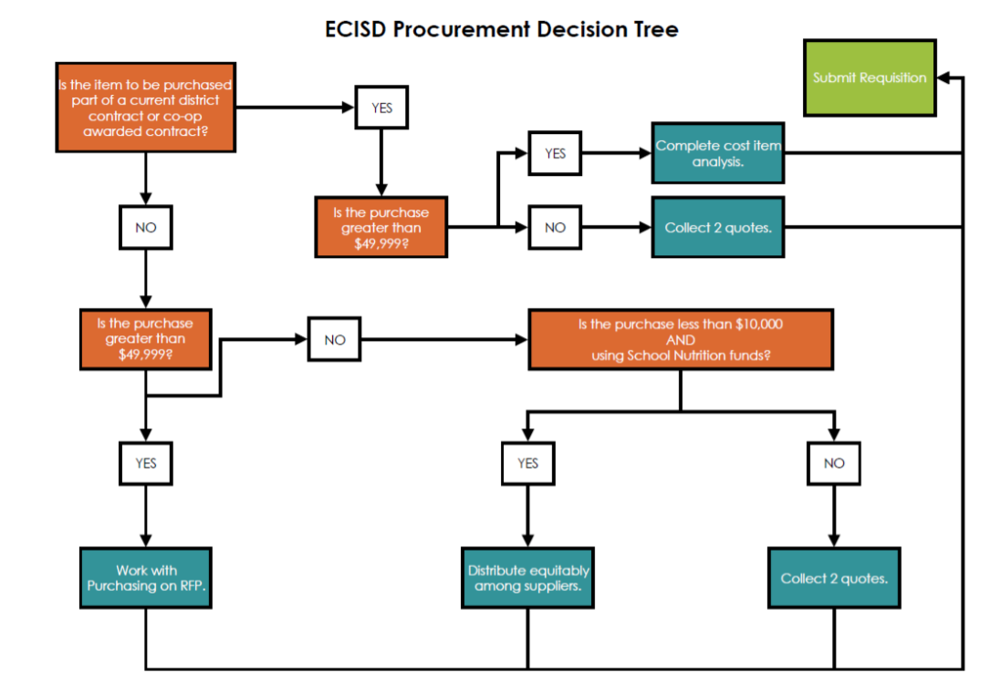 ECISD Procurement Decision Tree
Submit Requisition
Is the item to be purchased
part of a current district
contract or co-op
awarded contract?
YES
YES
Complete cost item
analysis.
NO
Is the purchase
greater than
$49,999?
NO
Collect 2 quotes.
Is the purchase
greater than
$49,999?
NO
Is the purchase less than $10,000
AND
using School Nutrition funds?
YES
YES
NO
Work with
Purchasing on RFP.
Distribute equitably
among suppliers.
Collect 2 quotes.